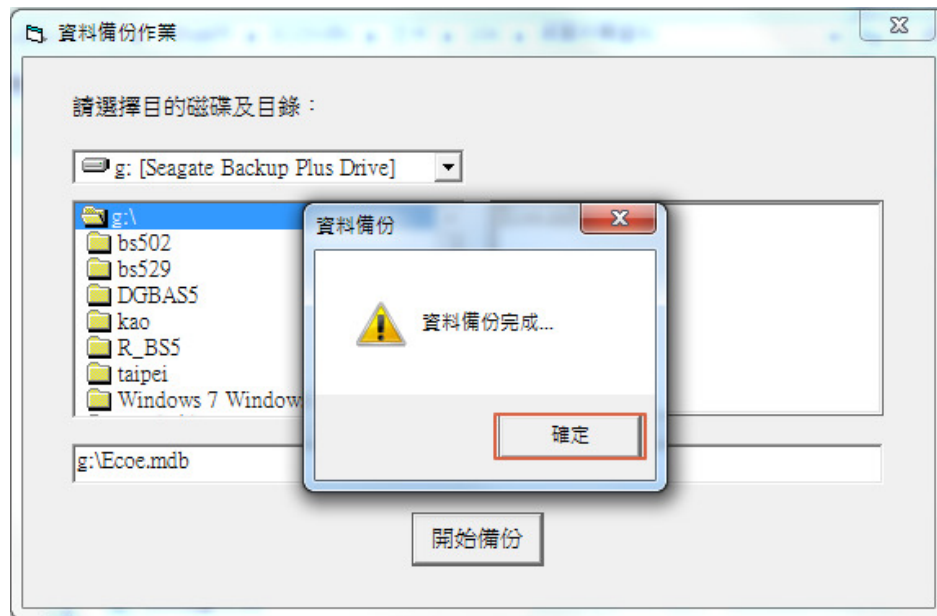 資料備份作業
請選擇目的磁碟及目錄：
g: [Seagate Backup Plus Drive]
g:\
bs502
bs529
DGBAS5
kao
R_BS5
taipei
Windows 7 Window
資料備份
資料備份完成...
確定
g:\Ecoe.mdb
開始備份